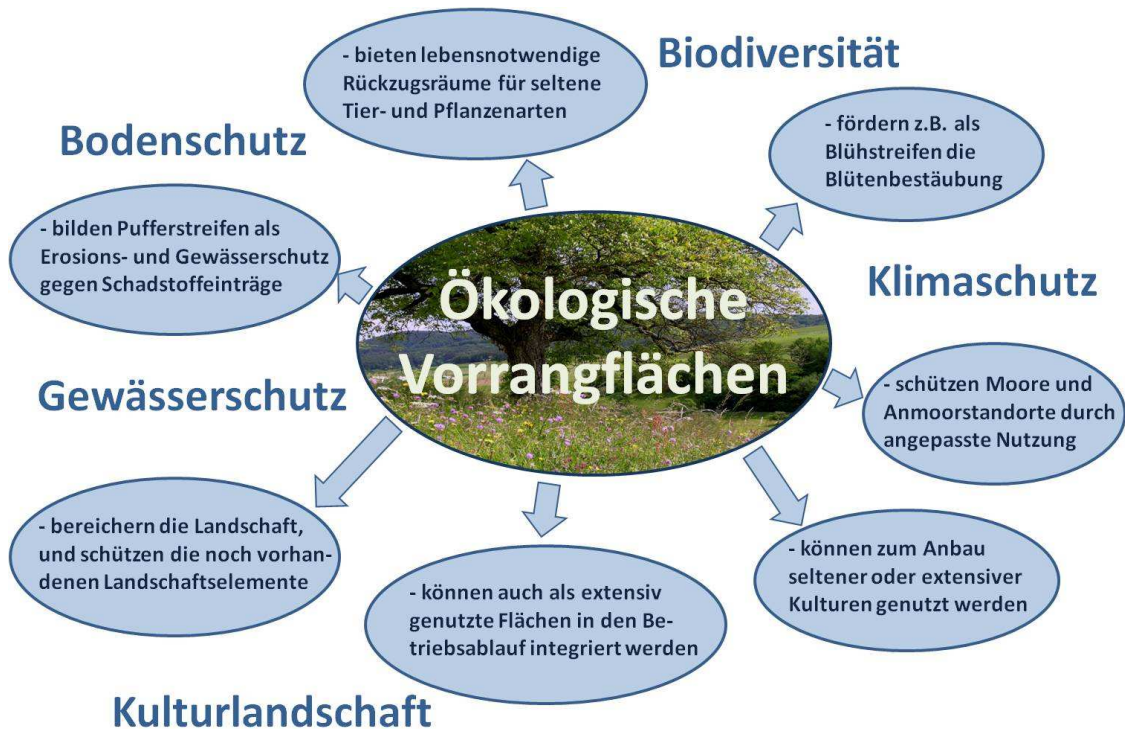 Biodiversität
- bieten lebensnotwendige
Rückzugsräume für seltene
Tier- und Pflanzenarten
Bodenschutz
- fördern z.B. als
Blühstreifen die
Blütenbestäubung
- bilden Pufferstreifen als
Erosions- und Gewässerschutz
gegen Schadstoffeinträge
Ökologische
Vorrangflächen
Klimaschutz
Gewässerschutz
- schützen Moore und
Anmoorstandorte durch
angepasste Nutzung
- bereichern die Landschaft,
und schützen die noch vorhan-
denen Landschaftselemente
- können auch als extensiv
genutzte Flächen in den Be-
triebsablauf integriert werden
- können zum Anbau
seltener oder extensiver
Kulturen genutzt werden
Kulturlandschaft